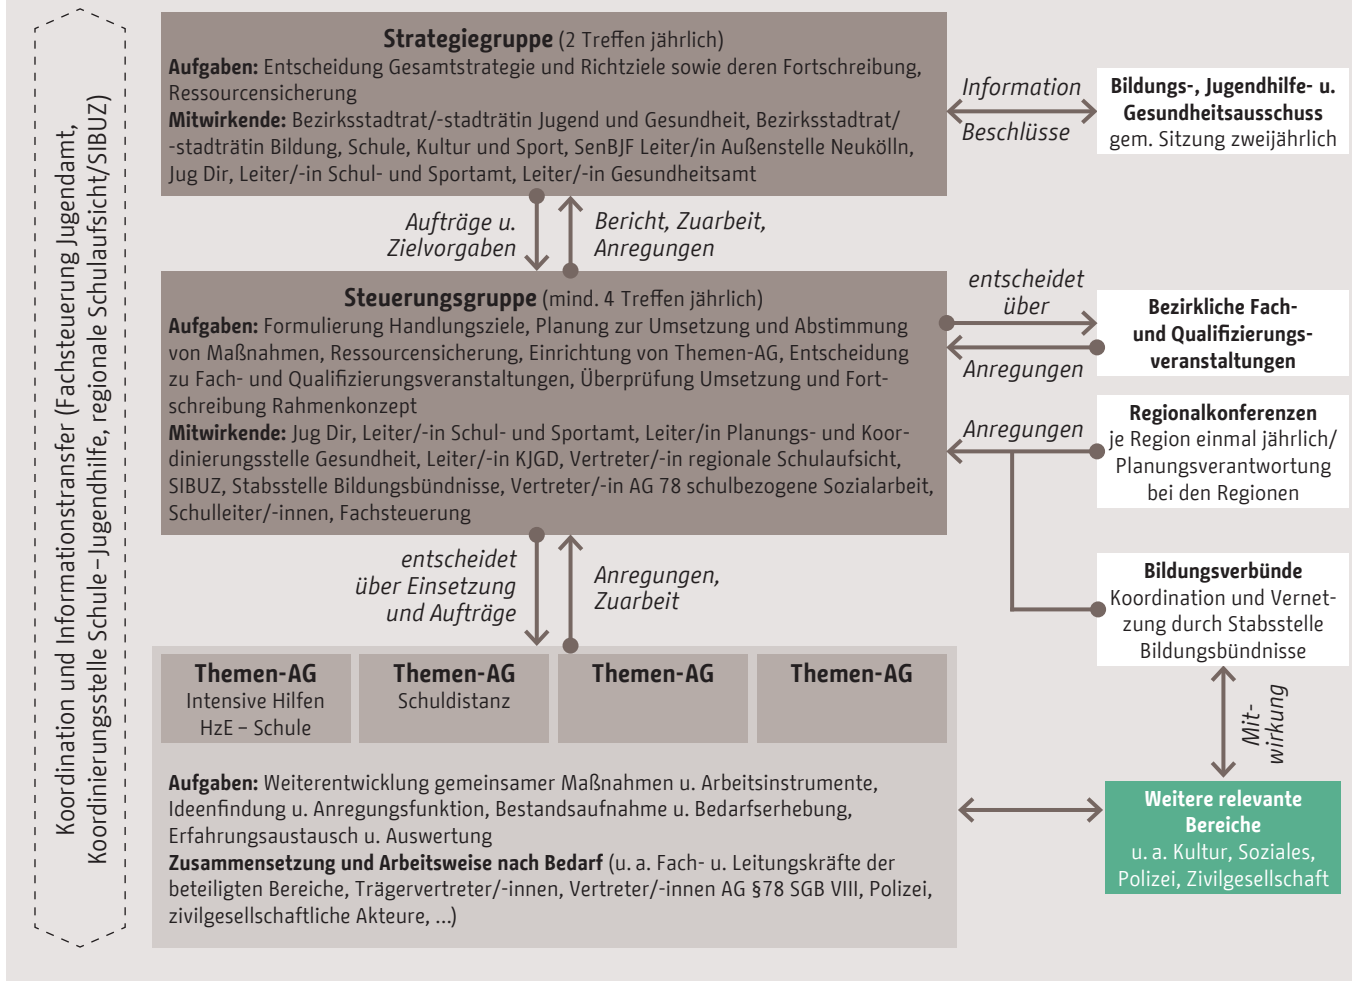 Koordination und Informationstransfer (Fachsteuerung Jugendamt,
Koordinierungsstelle Schule – Jugendhilfe, regionale Schulaufsicht/SIBUZ)
Strategiegruppe (2 Treffen jährlich)
Aufgaben: Entscheidung Gesamtstrategie und Richtziele sowie deren Fortschreibung,
Ressourcensicherung
Mitwirkende: Bezirksstadtrat/-stadträtin Jugend und Gesundheit, Bezirksstadtrat/
-stadträtin Bildung, Schule, Kultur und Sport, SenBJF Leiter/in Außenstelle Neukölln,
Jug Dir, Leiter/-in Schul- und Sportamt, Leiter/-in Gesundheitsamt
Information
Beschlüsse
Bildungs-, Jugendhilfe- u.
Gesundheitsausschuss
gem. Sitzung zweijährlich
Aufträge u.
Zielvorgaben
Bericht, Zuarbeit,
Anregungen
Steuerungsgruppe (mind. 4 Treffen jährlich)
Aufgaben: Formulierung Handlungsziele, Planung zur Umsetzung und Abstimmung
von Maßnahmen, Ressourcensicherung, Einrichtung von Themen-AG, Entscheidung
zu Fach- und Qualifizierungsveranstaltungen, Überprüfung Umsetzung und Fort-
schreibung Rahmenkonzept
Mitwirkende: Jug Dir, Leiter/-in Schul- und Sportamt, Leiter/in Planungs- und Koor-
dinierungsstelle Gesundheit, Leiter/-in KJGD, Vertreter/-in regionale Schulaufsicht,
SIBUZ, Stabsstelle Bildungsbündnisse, Vertreter/-in AG 78 schulbezogene Sozialarbeit,
Schulleiter/-innen, Fachsteuerung
entscheidet
über
Anregungen
Bezirkliche Fach-
und Qualifizierungs-
veranstaltungen
Anregungen
Regionalkonferenzen
je Region einmal jährlich/
Planungsverantwortung
bei den Regionen
entscheidet
über Einsetzung
und Aufträge
Anregungen,
Zuarbeit
Bildungsverbünde
Koordination und Vernet-
zung durch Stabsstelle
Bildungsbündnisse
Mit-
wirkung
Themen-AG
Intensive Hilfen
HzE – Schule
Themen-AG
Schuldistanz
Themen-AG
Themen-AG
Aufgaben: Weiterentwicklung gemeinsamer Maßnahmen u. Arbeitsinstrumente,
Ideenfindung u. Anregungsfunktion, Bestandsaufnahme u. Bedarfserhebung,
Erfahrungsaustausch u. Auswertung
Zusammensetzung und Arbeitsweise nach Bedarf (u. a. Fach- u. Leitungskräfte der
beteiligten Bereiche, Trägervertreter/-innen, Vertreter/-innen AG §78 SGB VIII, Polizei,
zivilgesellschaftliche Akteure, ...)
Weitere relevante
Bereiche
u. a. Kultur, Soziales,
Polizei, Zivilgesellschaft